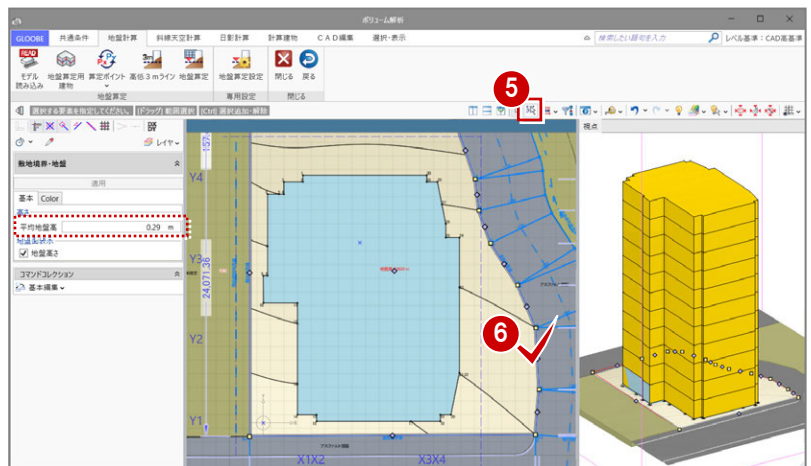 ボリューム解析
GLOOBE 共通条件 地盤計算 斜線天空計算 日影計算 計算建物 CAD編集 選択・表示 検索したい語句を入力 レベル基準：CAD高基準
READ
モデル 読み込み
地盤算定用 建物
算定ポイント
高低3mライン
地盤算定
地盤算定設定
閉じる
戻る
地盤算定 専用設定 閉じる
5
選択する要素を指定してください。 [ドラッグ] 範囲選択 [Ctrl] 選択追加・解除
レイヤ
視点
敷地境界・地盤
適用
基本 Color
高さ
平均地盤高 0.29 m
地盤面表示
地盤高さ
コマンドコレクション
基本編集
Y4
Y3
24,071.36
Y2
6
Y1
X1X2 X3X4